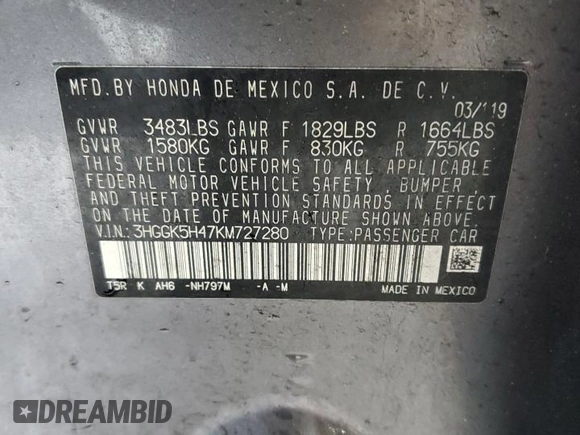 MFD. BY HONDA DE MEXICO S.A. DE C.V.
03/19
GVWR 3483LBS GAWR F 1829LBS R 1664LBS
GVWR 1580KG GAWR F 830KG R 755KG
THIS VEHICLE CONFORMS TO ALL APPLICABLE
FEDERAL MOTOR VEHICLE SAFETY, BUMPER,
AND THEFT PREVENTION STANDARDS IN EFFECT
ON THE DATE OF MANUFACTURE SHOWN ABOVE.
V.I.N.: 3HGGK5H47KM727280 TYPE:PASSENGER CAR
T5R K AH6 -NH797M -A -M
MADE IN MEXICO
DREAMBID